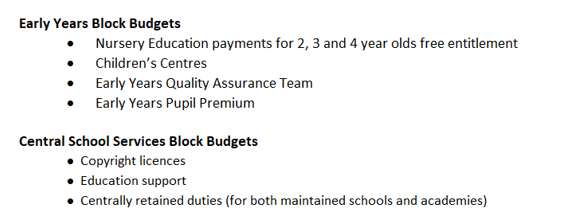 Early Years Block Budgets
• Nursery Education payments for 2, 3 and 4 year olds free entitlement
• Children's Centres
• Early Years Quality Assurance Team
• Early Years Pupil Premium
Central School Services Block Budgets
• Copyright licences
• Education support
• Centrally retained duties (for both maintained schools and academies)